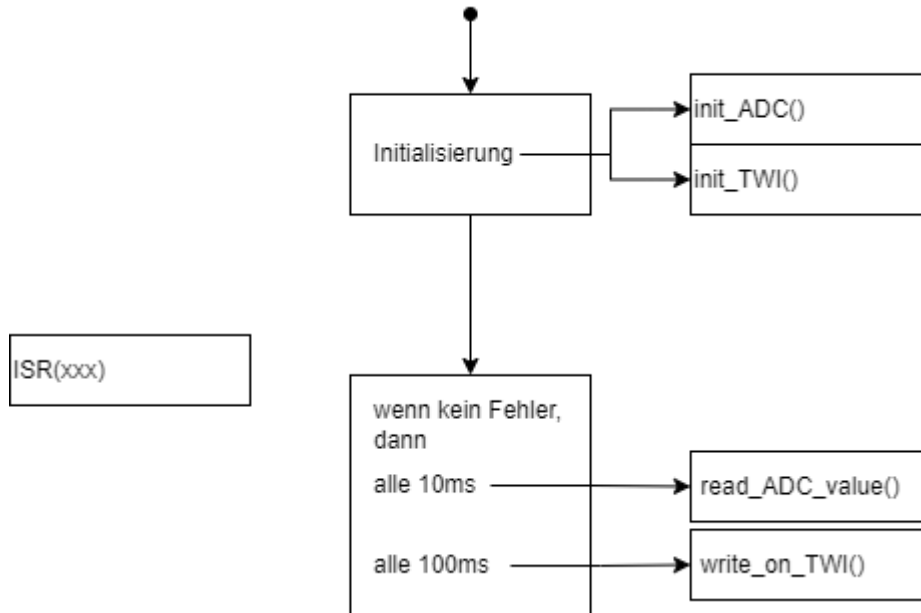 init_ADC()
Initialisierung
init_TWI()
ISR(xxx)
wenn kein Fehler,
dann
alle 10ms
read_ADC_value()
alle 100ms
write_on_TWI()